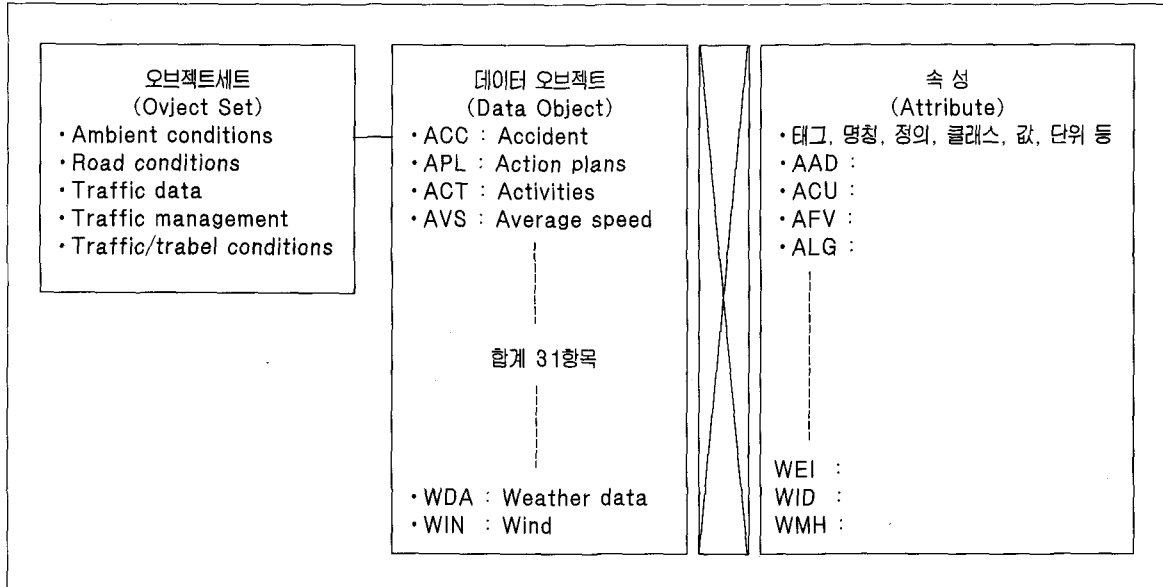 오브젝트세트
(Ovject Set)
·Ambient conditions
·Road conditions
·Traffic data
·Traffic management
·Traffic/trabel conditions
데이터 오브젝트
(Data Object)
·ACC : Accident
·APL : Action plans
·ACT : Activities
·AVS : Average speed
합계 31항목
·WDA : Weather data
·WIN : Wind
속 성
(Attribute)
·태그, 명칭, 정의, 클래스, 값, 단위 등
·AAD :
·ACU :
·AFV :
·ALG :
WEI :
WID :
WMH :